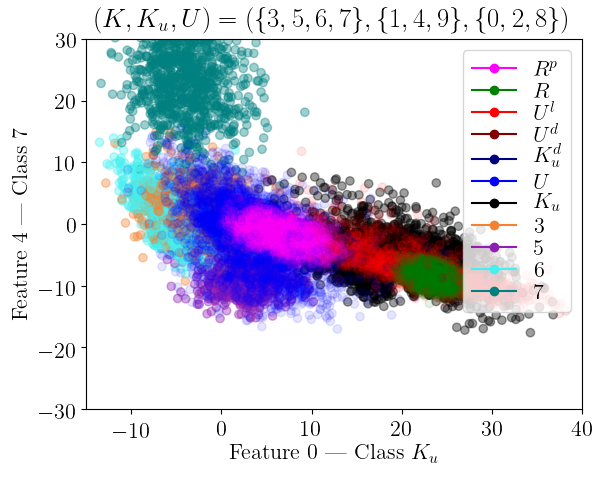 (K, K_u, U) = ({3, 5, 6, 7}, {1, 4, 9}, {0, 2, 8})
30
20
10
0
−10
−20
−30
Feature 4 — Class 7
R^p
R
U^l
U^d
K_u^d
U
K_u
3
5
6
7
−10 0 10 20 30 40
Feature 0 — Class K_u